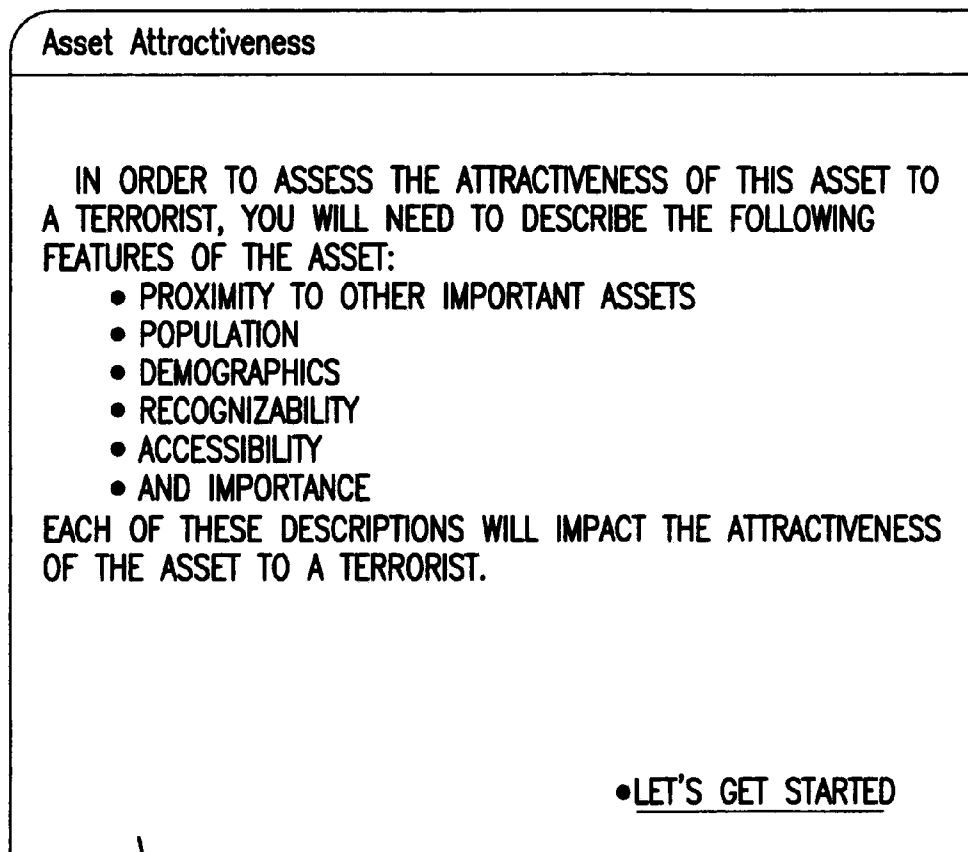 Asset Attractiveness
IN ORDER TO ASSESS THE ATTRACTIVENESS OF THIS ASSET TO
A TERRORIST, YOU WILL NEED TO DESCRIBE THE FOLLOWING
FEATURES OF THE ASSET:
• PROXIMITY TO OTHER IMPORTANT ASSETS
• POPULATION
• DEMOGRAPHICS
• RECOGNIZABILITY
• ACCESSIBILITY
• AND IMPORTANCE
EACH OF THESE DESCRIPTIONS WILL IMPACT THE ATTRACTIVENESS
OF THE ASSET TO A TERRORIST.
•LET'S GET STARTED